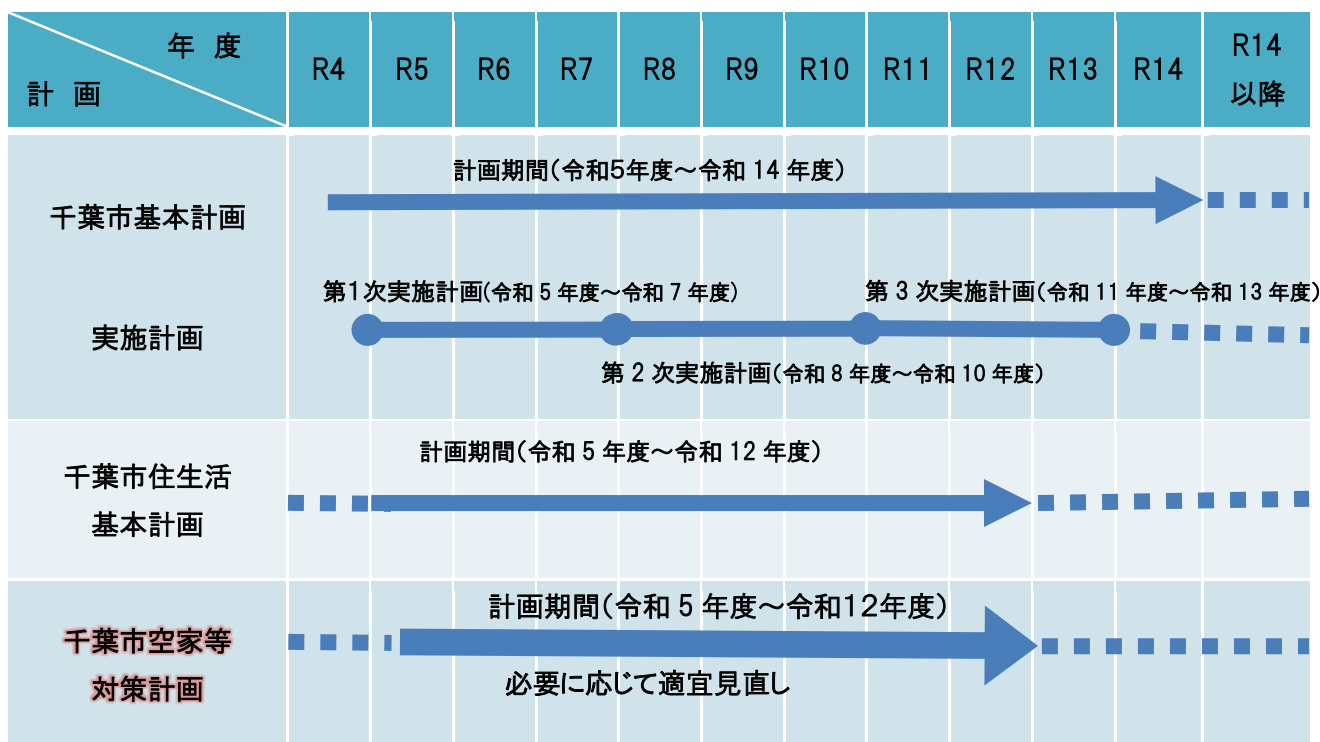 年 度
計 画
R4 R5 R6 R7 R8 R9 R10 R11 R12 R13 R14 R14
以降
計画期間(令和5年度～令和 14 年度)
千葉市基本計画
第1次実施計画(令和 5 年度～令和 7 年度) 第 3 次実施計画(令和 11 年度～令和 13 年度)
実施計画
第 2 次実施計画(令和 8 年度～令和 10 年度)
計画期間(令和 5 年度～令和 12 年度)
千葉市住生活
基本計画
計画期間(令和 5 年度～令和12年度)
千葉市空家等
対策計画
必要に応じて適宜見直し